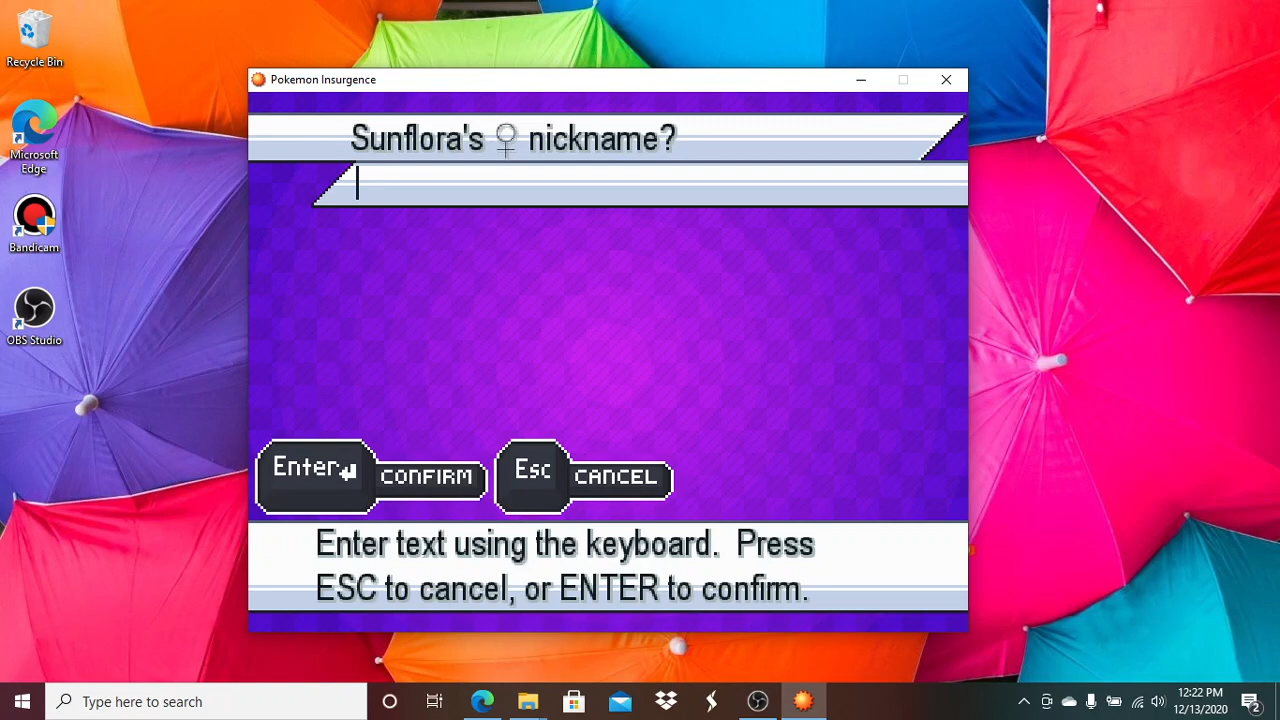 Recycle Bin
Microsoft
Edge
Bandicam
OBS Studio
Pokemon Insurgence
Sunflora's ♀ nickname?
Enter↵ CONFIRM Esc CANCEL
Enter text using the keyboard. Press
ESC to cancel, or ENTER to confirm.
Type here to search
12:22 PM
12/13/2020
2